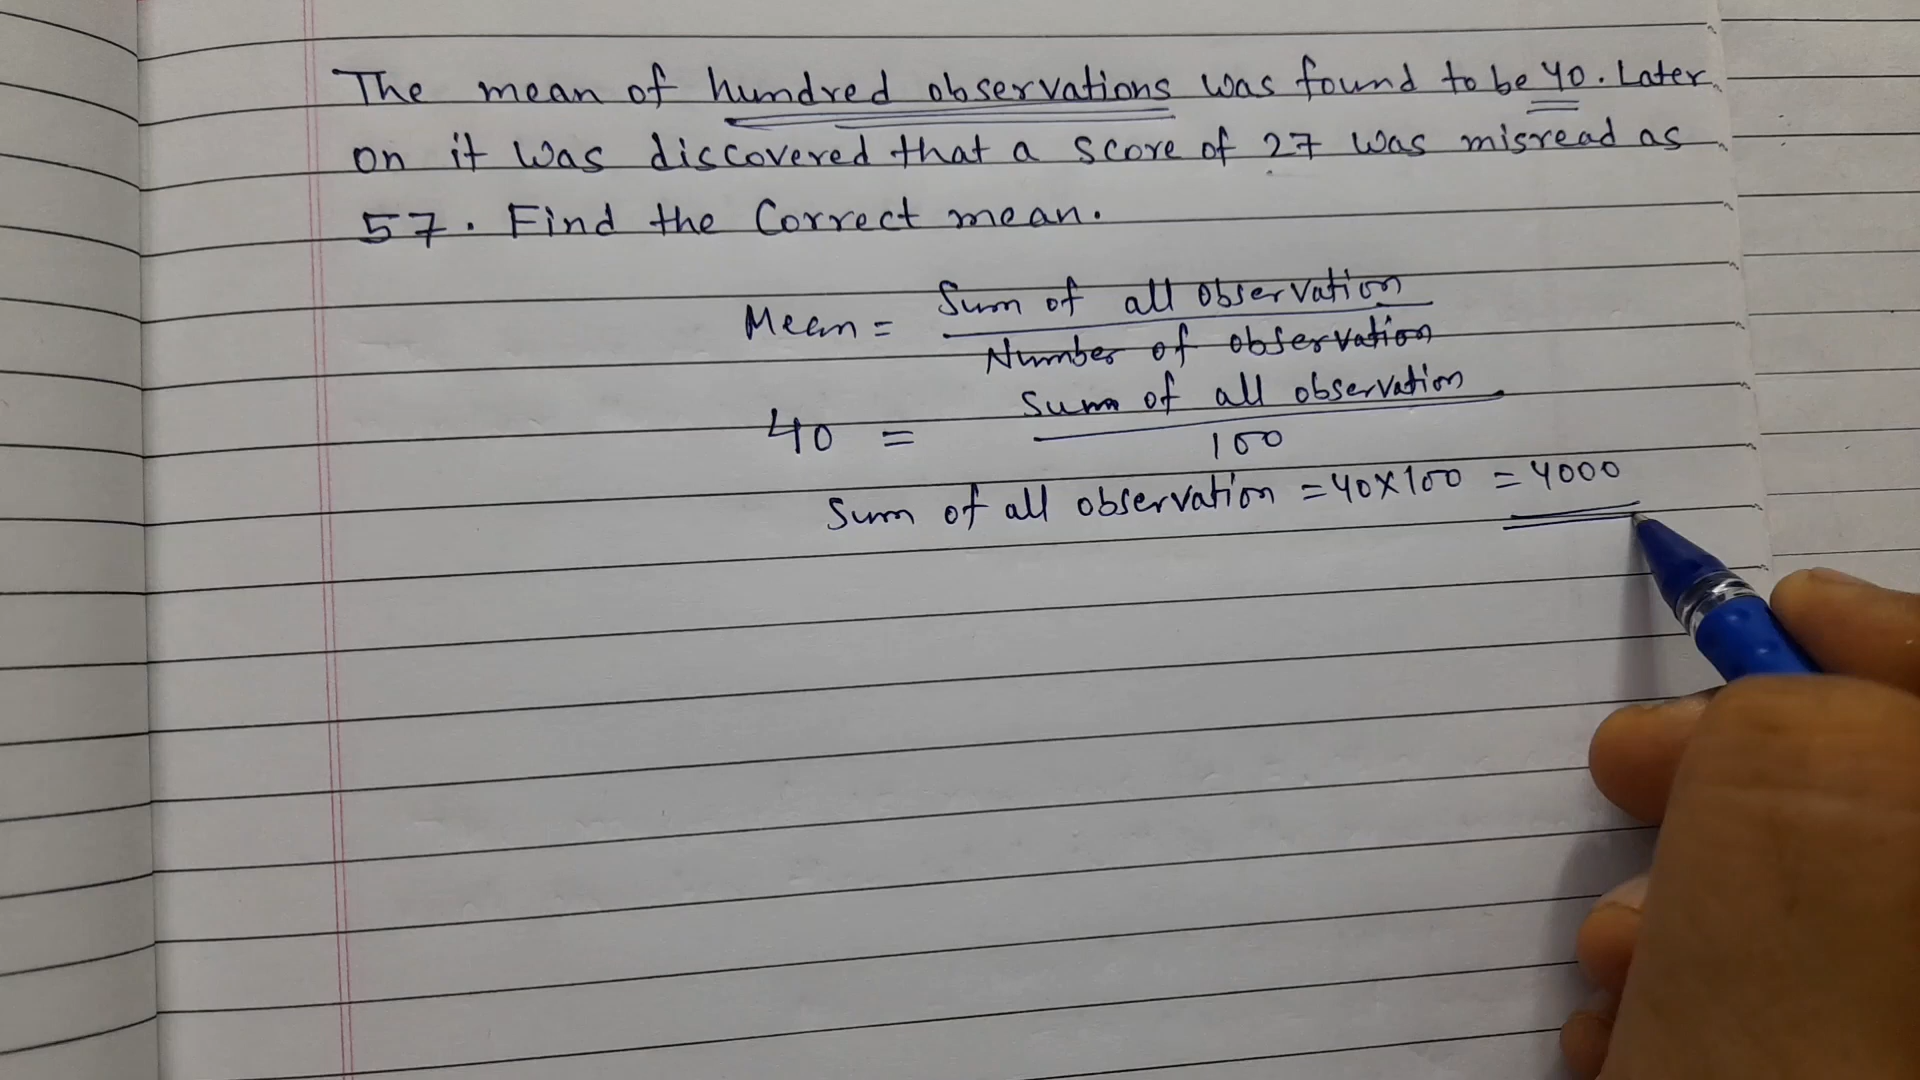 The mean of hundred observations was found to be 40. Later
on it was discovered that a score of 27 was misread as
57. Find the Correct mean.
Mean = Sum of all observation
Number of observation
40 = Sum of all observation
100
Sum of all observation = 40×100 = 4000